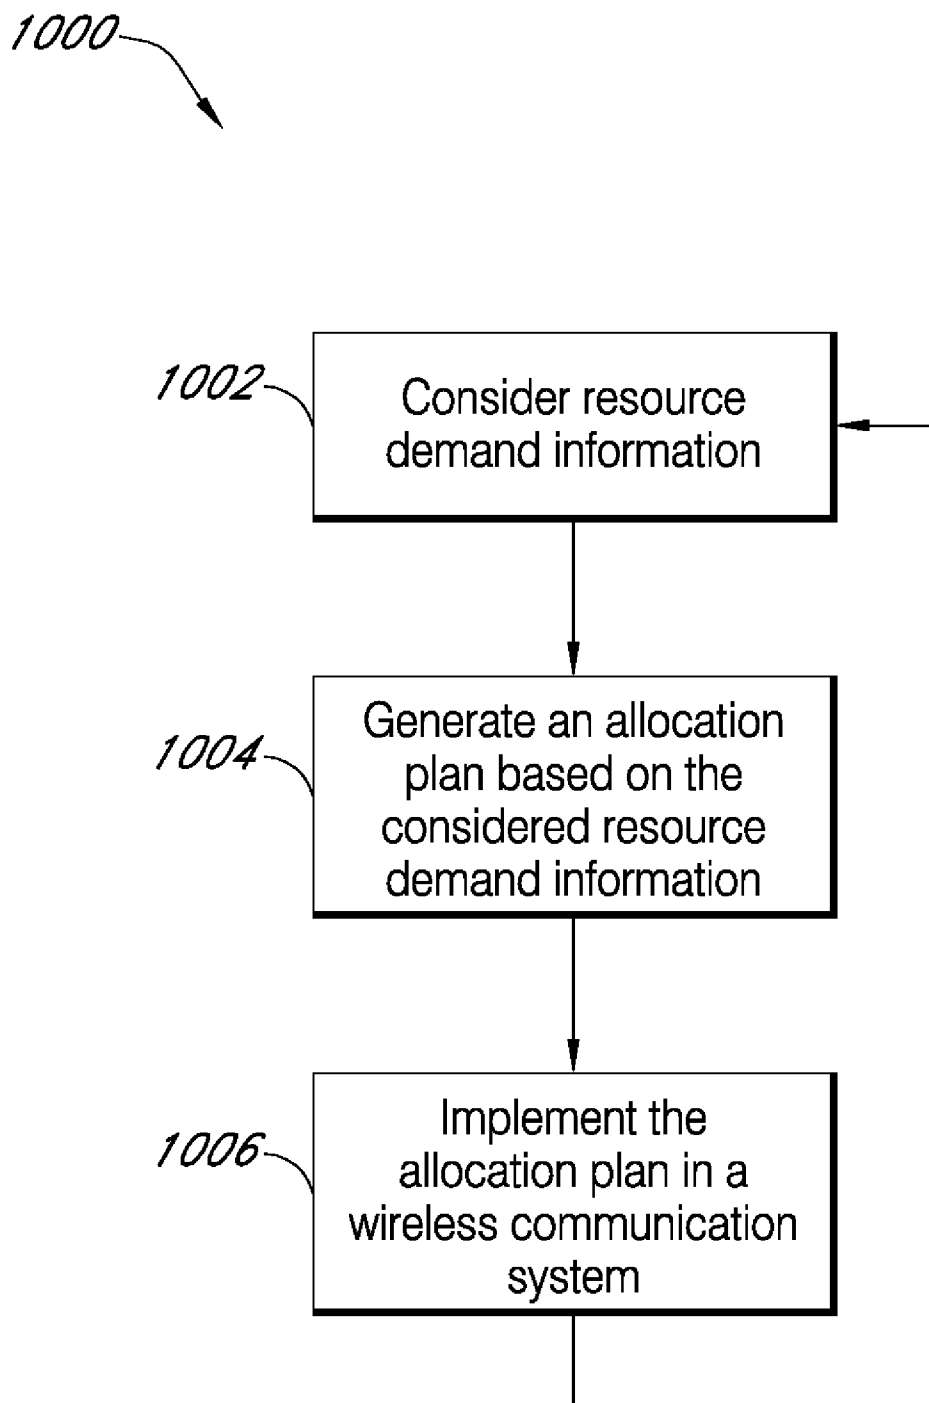 1000
1002
Consider resource
demand information
1004
Generate an allocation
plan based on the
considered resource
demand information
1006
Implement the
allocation plan in a
wireless communication
system